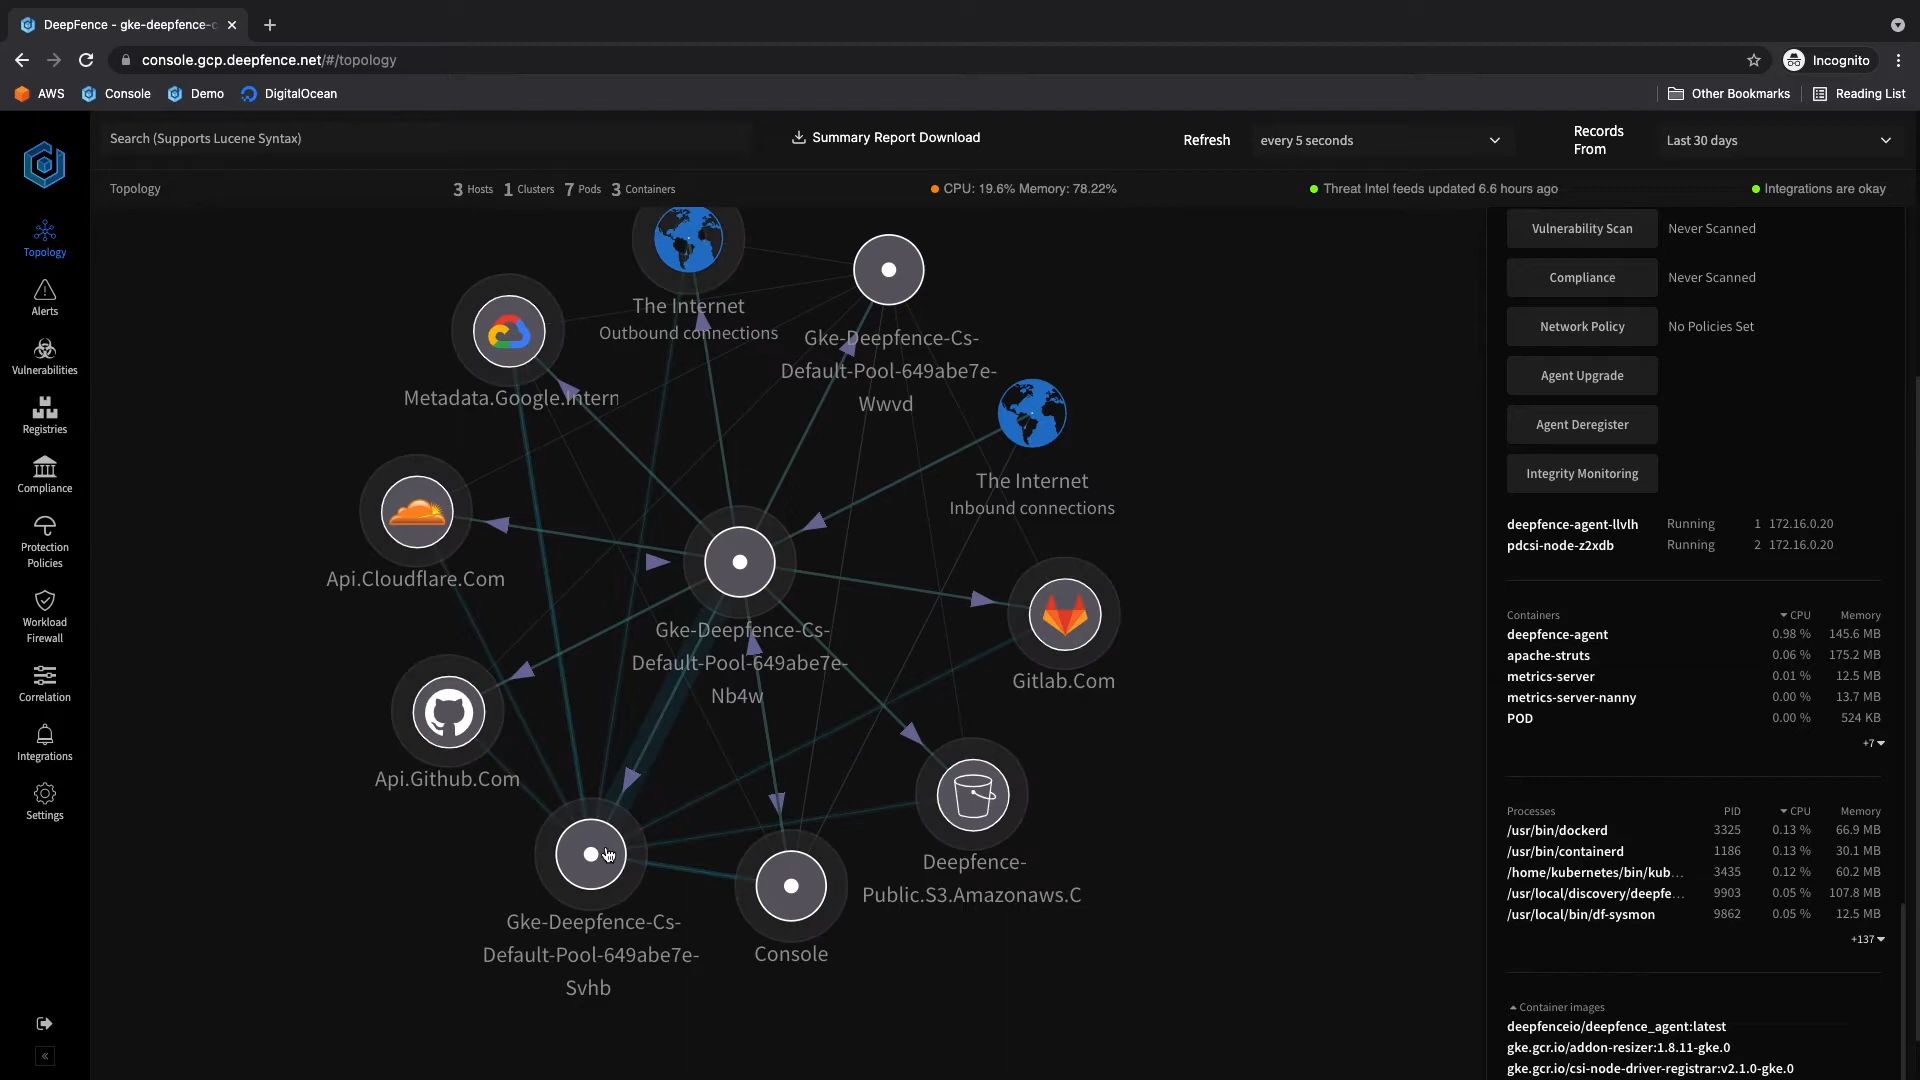 DeepFence - gke-deepfence-c
console.gcp.deepfence.net/#/topology
Incognito
AWS
Console
Demo
DigitalOcean
Other Bookmarks
Reading List
Search (Supports Lucene Syntax)
Summary Report Download
Refresh
every 5 seconds
Records
From
Last 30 days
Topology
3 Hosts 1 Clusters 7 Pods 3 Containers
CPU: 19.6% Memory: 78.22%
Threat Intel feeds updated 6.6 hours ago
Integrations are okay
Topology
Alerts
Vulnerabilities
Registries
Compliance
Protection
Policies
Workload
Firewall
Correlation
Integrations
Settings
The Internet
Outbound connections
Gke-Deepfence-Cs-
Default-Pool-649abe7e-
Wwvd
Metadata.Google.Intern
The Internet
Inbound connections
Api.Cloudflare.Com
Gke-Deepfence-Cs-
Default-Pool-649abe7e-
Nb4w
Gitlab.Com
Api.Github.Com
Deepfence-
Public.S3.Amazonaws.C
Gke-Deepfence-Cs-
Default-Pool-649abe7e-
Svhb
Console
Vulnerability Scan Never Scanned
Compliance Never Scanned
Network Policy No Policies Set
Agent Upgrade
Agent Deregister
Integrity Monitoring
deepfence-agent-llvlh Running 1 172.16.0.20
pdcsi-node-z2xdb Running 2 172.16.0.20
Containers CPU Memory
deepfence-agent 0.98 % 145.6 MB
apache-struts 0.06 % 175.2 MB
metrics-server 0.01 % 12.5 MB
metrics-server-nanny 0.00 % 13.7 MB
POD 0.00 % 524 KB
+7
Processes PID CPU Memory
/usr/bin/dockerd 3325 0.13 % 66.9 MB
/usr/bin/containerd 1186 0.13 % 30.1 MB
/home/kubernetes/bin/kub... 3435 0.12 % 60.2 MB
/usr/local/discovery/deepfe... 9903 0.05 % 107.8 MB
/usr/local/bin/df-sysmon 9862 0.05 % 12.5 MB
+137
Container images
deepfenceio/deepfence_agent:latest
gke.gcr.io/addon-resizer:1.8.11-gke.0
gke.gcr.io/csi-node-driver-registrar:v2.1.0-gke.0